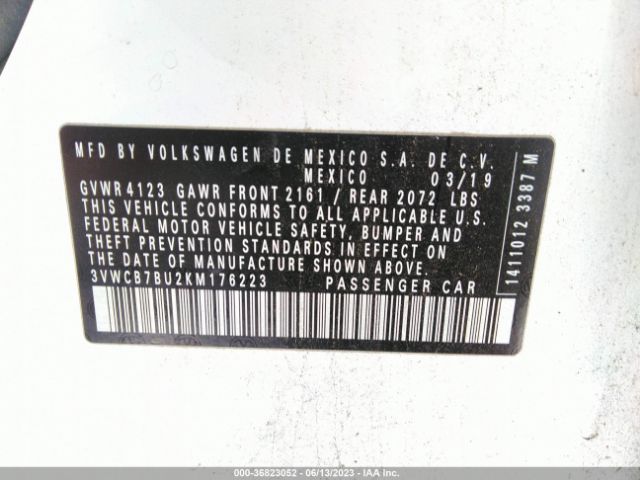 MFD BY VOLKSWAGEN DE MEXICO S.A. DE C.V.
MEXICO 03/19
GVWR 4123 GAWR FRONT 2161 / REAR 2072 LBS
THIS VEHICLE CONFORMS TO ALL APPLICABLE U.S.
FEDERAL MOTOR VEHICLE SAFETY, BUMPER AND
THEFT PREVENTION STANDARDS IN EFFECT ON
THE DATE OF MANUFACTURE SHOWN ABOVE.
3VWCB7BU2KM176223 PASSENGER CAR
1411012 3387 M
000-36823052 - 06/13/2023 - IAA Inc.